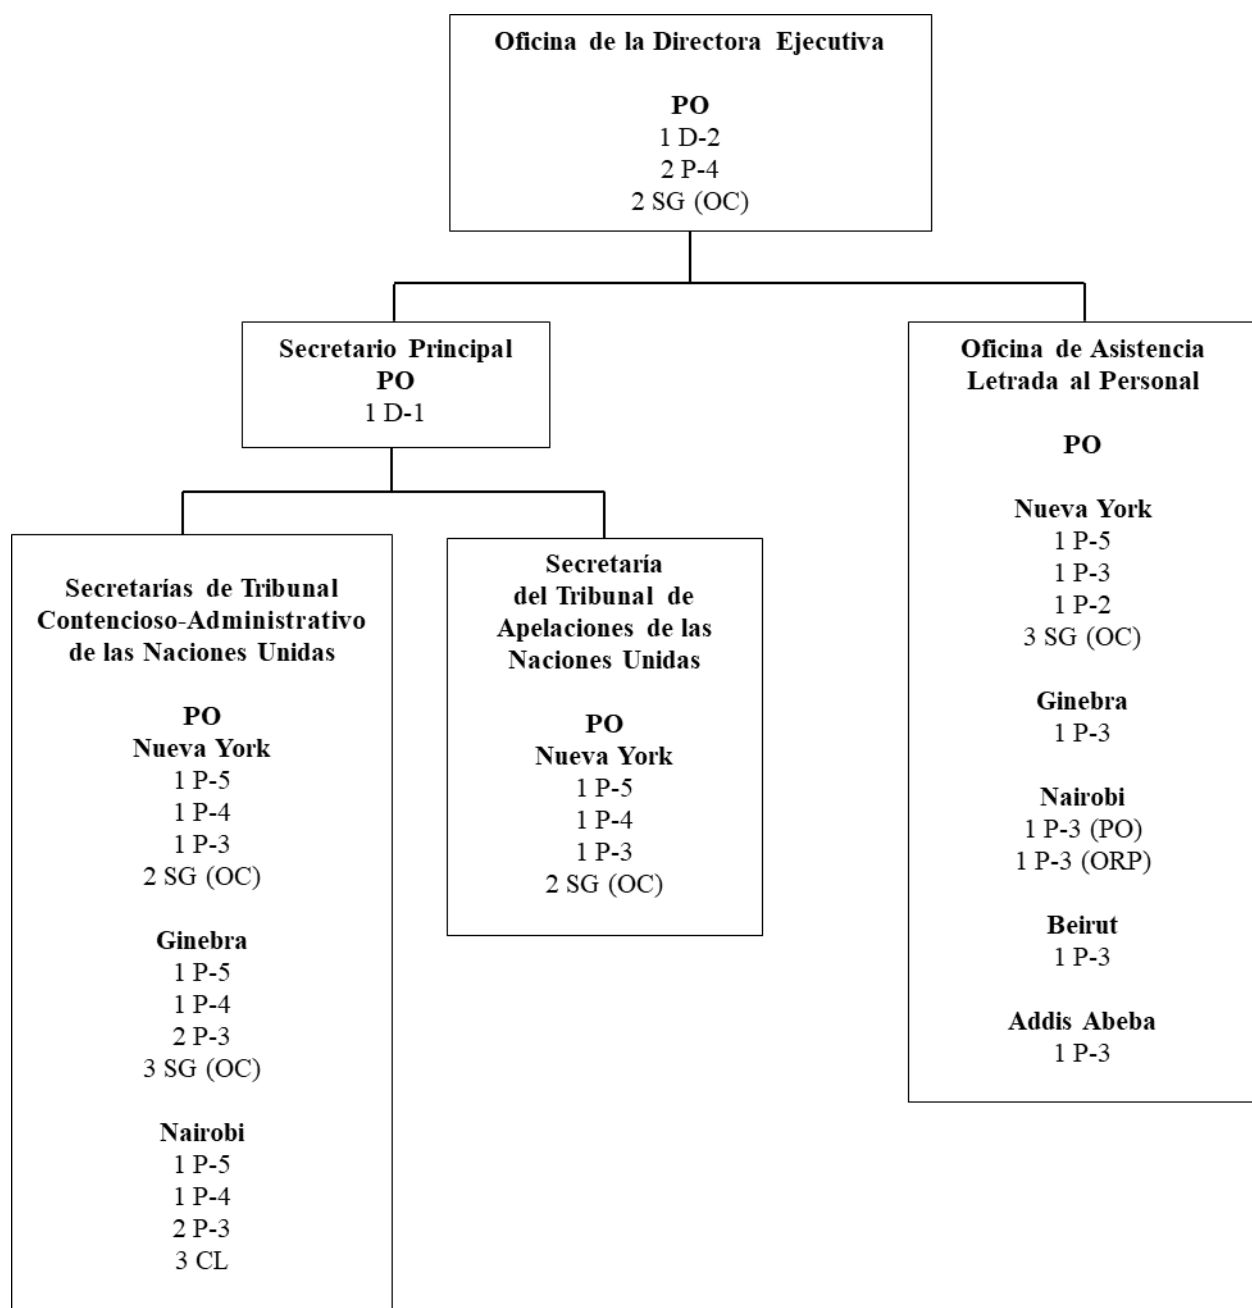 Oficina de la Directora Ejecutiva
PO
1 D-2
2 P-4
2 SG (OC)
Secretario Principal
PO
1 D-1
Oficina de Asistencia
Letrada al Personal
PO
Nueva York
1 P-5
1 P-3
1 P-2
3 SG (OC)
Ginebra
1 P-3
Nairobi
1 P-3 (PO)
1 P-3 (ORP)
Beirut
1 P-3
Addis Abeba
1 P-3
Secretarías de Tribunal
Contencioso-Administrativo
de las Naciones Unidas
PO
Nueva York
1 P-5
1 P-4
1 P-3
2 SG (OC)
Ginebra
1 P-5
1 P-4
2 P-3
3 SG (OC)
Nairobi
1 P-5
1 P-4
2 P-3
3 CL
Secretaría
del Tribunal de
Apelaciones de las
Naciones Unidas
PO
Nueva York
1 P-5
1 P-4
1 P-3
2 SG (OC)